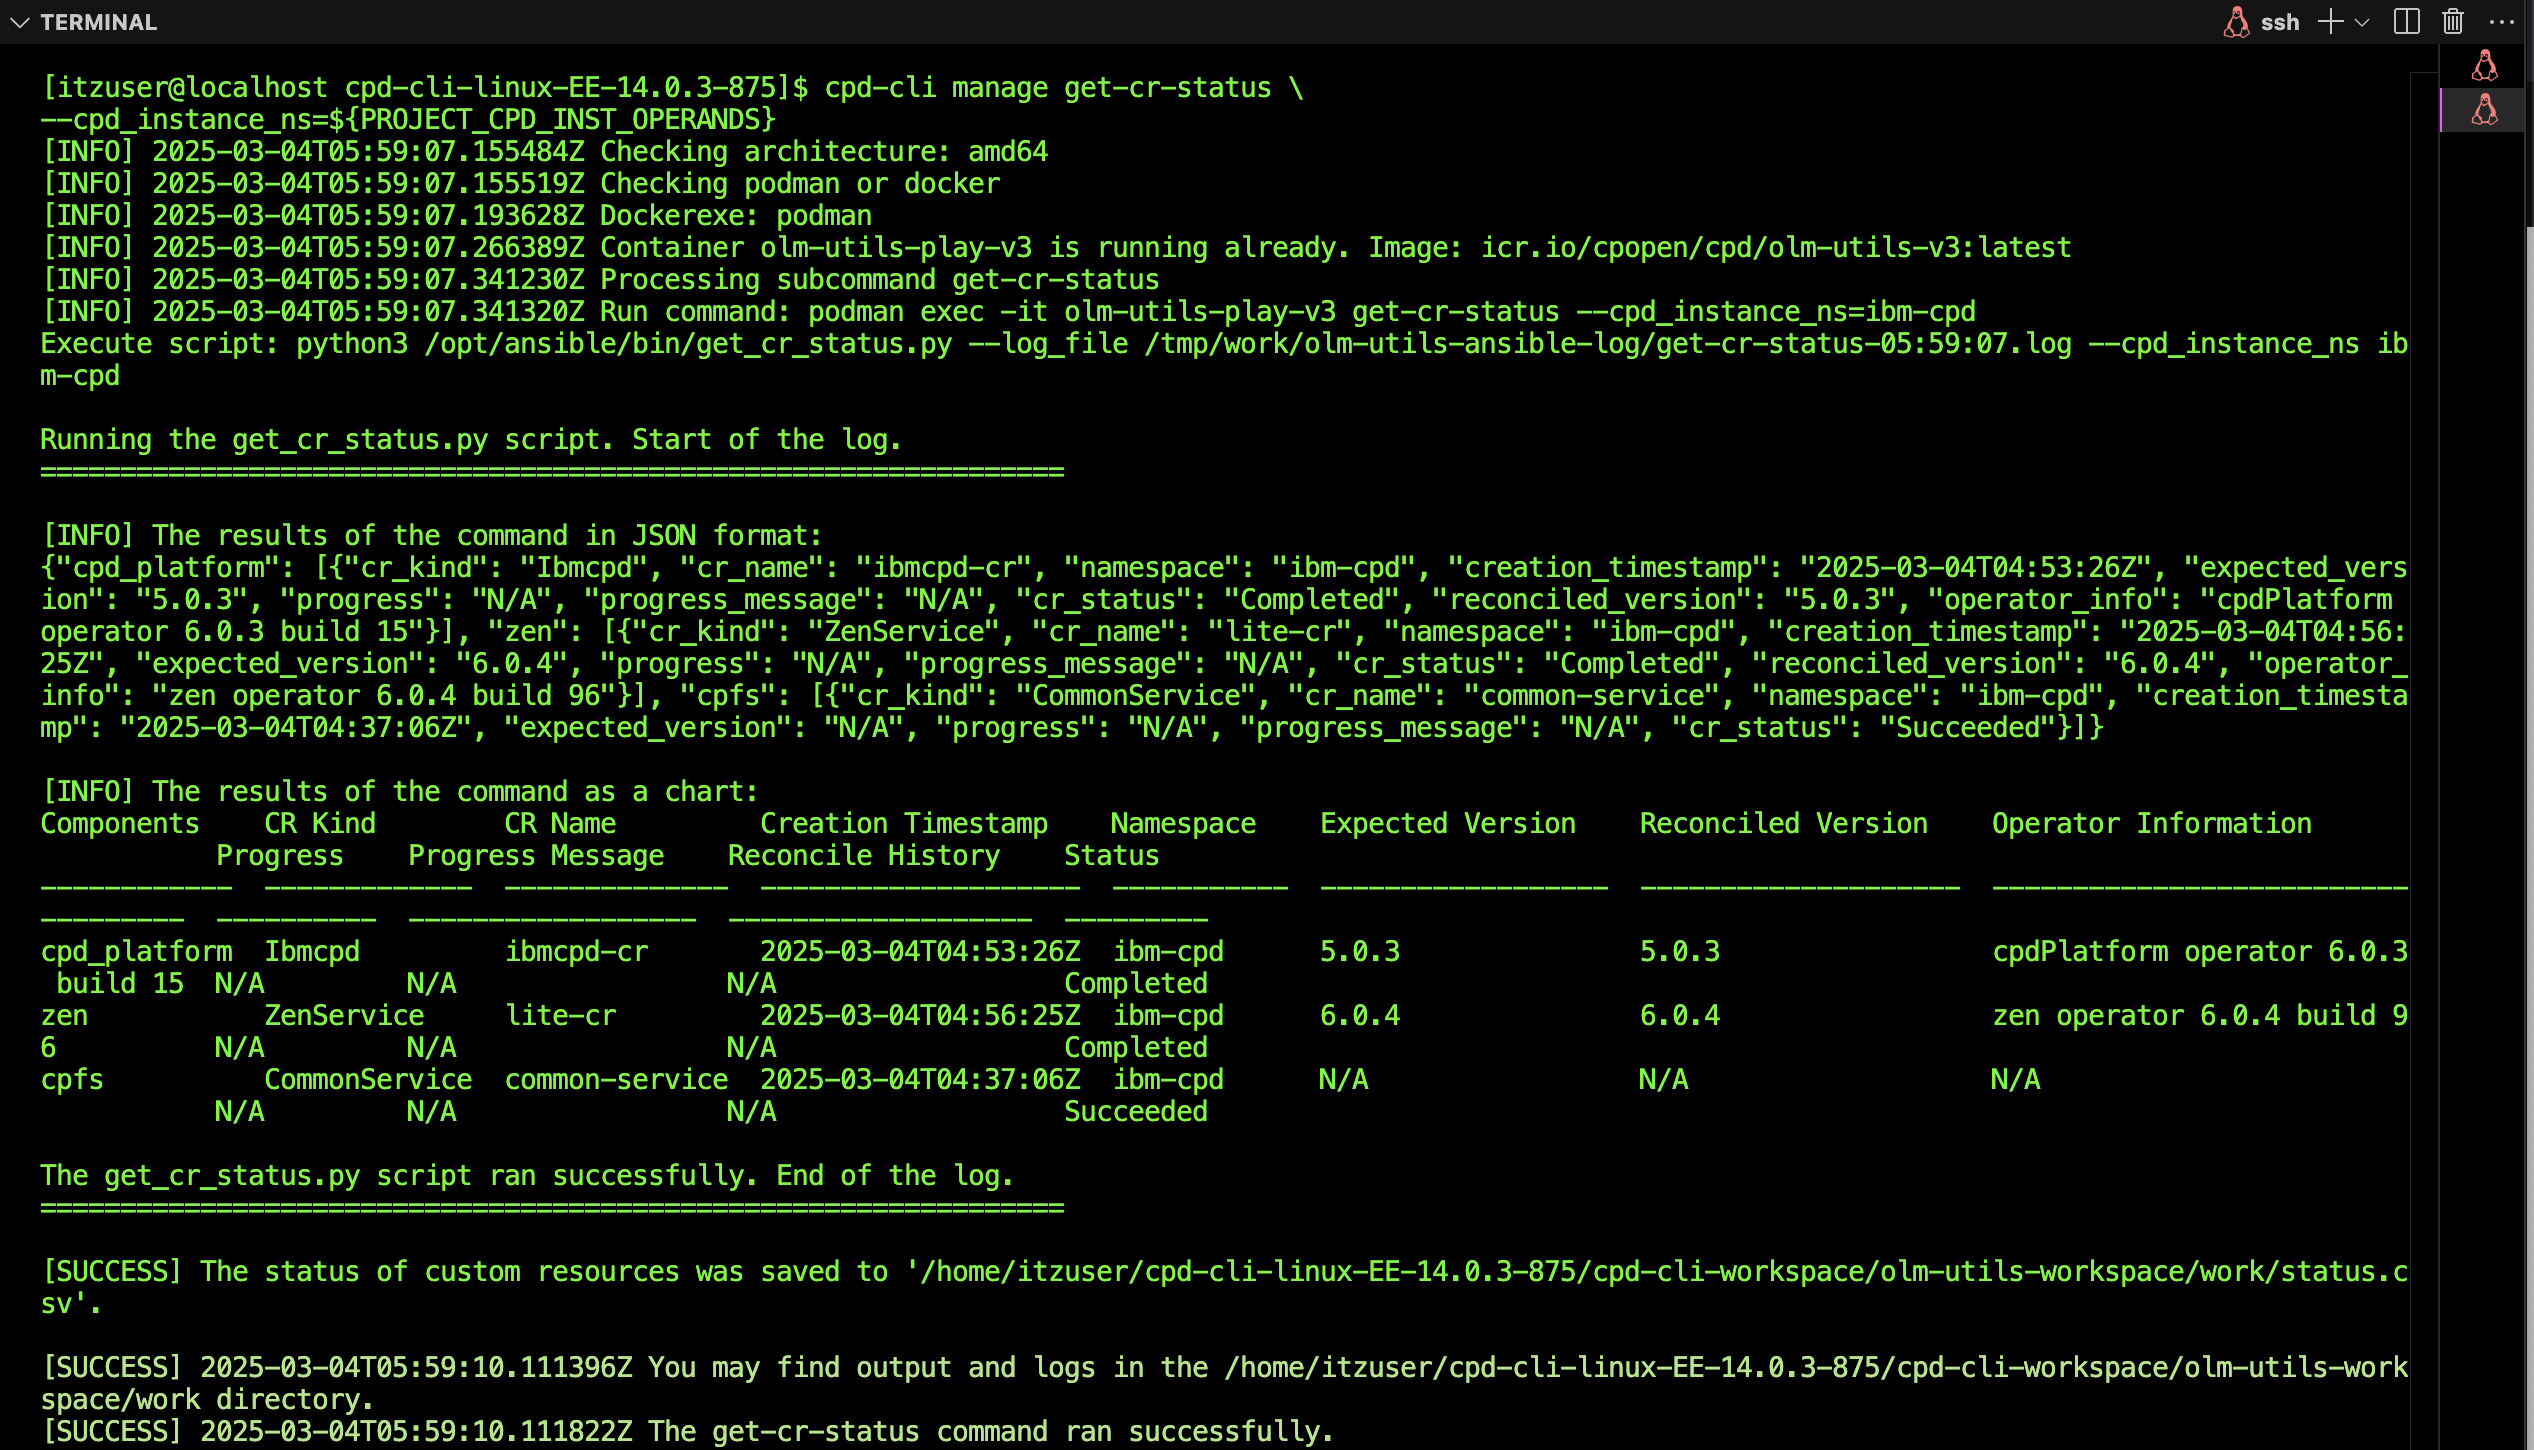 TERMINAL
ssh
[itzuser@localhost cpd-cli-linux-EE-14.0.3-875]$ cpd-cli manage get-cr-status \
--cpd_instance_ns=${PROJECT_CPD_INST_OPERANDS}
[INFO] 2025-03-04T05:59:07.155484Z Checking architecture: amd64
[INFO] 2025-03-04T05:59:07.155519Z Checking podman or docker
[INFO] 2025-03-04T05:59:07.193628Z Dockerexe: podman
[INFO] 2025-03-04T05:59:07.266389Z Container olm-utils-play-v3 is running already. Image: icr.io/cpopen/cpd/olm-utils-v3:latest
[INFO] 2025-03-04T05:59:07.341230Z Processing subcommand get-cr-status
[INFO] 2025-03-04T05:59:07.341320Z Run command: podman exec -it olm-utils-play-v3 get-cr-status --cpd_instance_ns=ibm-cpd
Execute script: python3 /opt/ansible/bin/get_cr_status.py --log_file /tmp/work/olm-utils-ansible-log/get-cr-status-05:59:07.log --cpd_instance_ns ib
m-cpd
Running the get_cr_status.py script. Start of the log.
================================================================
[INFO] The results of the command in JSON format:
{"cpd_platform": [{"cr_kind": "Ibmcpd", "cr_name": "ibmcpd-cr", "namespace": "ibm-cpd", "creation_timestamp": "2025-03-04T04:53:26Z", "expected_vers
ion": "5.0.3", "progress": "N/A", "progress_message": "N/A", "cr_status": "Completed", "reconciled_version": "5.0.3", "operator_info": "cpdPlatform
operator 6.0.3 build 15"}], "zen": [{"cr_kind": "ZenService", "cr_name": "lite-cr", "namespace": "ibm-cpd", "creation_timestamp": "2025-03-04T04:56:
25Z", "expected_version": "6.0.4", "progress": "N/A", "progress_message": "N/A", "cr_status": "Completed", "reconciled_version": "6.0.4", "operator_
info": "zen operator 6.0.4 build 96"}], "cpfs": [{"cr_kind": "CommonService", "cr_name": "common-service", "namespace": "ibm-cpd", "creation_timesta
mp": "2025-03-04T04:37:06Z", "expected_version": "N/A", "progress": "N/A", "progress_message": "N/A", "cr_status": "Succeeded"}]}
[INFO] The results of the command as a chart:
Components    CR Kind        CR Name         Creation Timestamp    Namespace    Expected Version    Reconciled Version    Operator Information
           Progress    Progress Message    Reconcile History    Status
------------  -------------  --------------  --------------------  -----------  ------------------  --------------------  --------------------------
---------  ----------  ------------------  -------------------  ---------
cpd_platform  Ibmcpd         ibmcpd-cr       2025-03-04T04:53:26Z  ibm-cpd      5.0.3               5.0.3                 cpdPlatform operator 6.0.3
 build 15  N/A         N/A                 N/A                  Completed
zen           ZenService     lite-cr         2025-03-04T04:56:25Z  ibm-cpd      6.0.4               6.0.4                 zen operator 6.0.4 build 9
6          N/A         N/A                 N/A                  Completed
cpfs          CommonService  common-service  2025-03-04T04:37:06Z  ibm-cpd      N/A                 N/A                   N/A
           N/A         N/A                 N/A                  Succeeded
The get_cr_status.py script ran successfully. End of the log.
================================================================
[SUCCESS] The status of custom resources was saved to '/home/itzuser/cpd-cli-linux-EE-14.0.3-875/cpd-cli-workspace/olm-utils-workspace/work/status.c
sv'.
[SUCCESS] 2025-03-04T05:59:10.111396Z You may find output and logs in the /home/itzuser/cpd-cli-linux-EE-14.0.3-875/cpd-cli-workspace/olm-utils-work
space/work directory.
[SUCCESS] 2025-03-04T05:59:10.111822Z The get-cr-status command ran successfully.